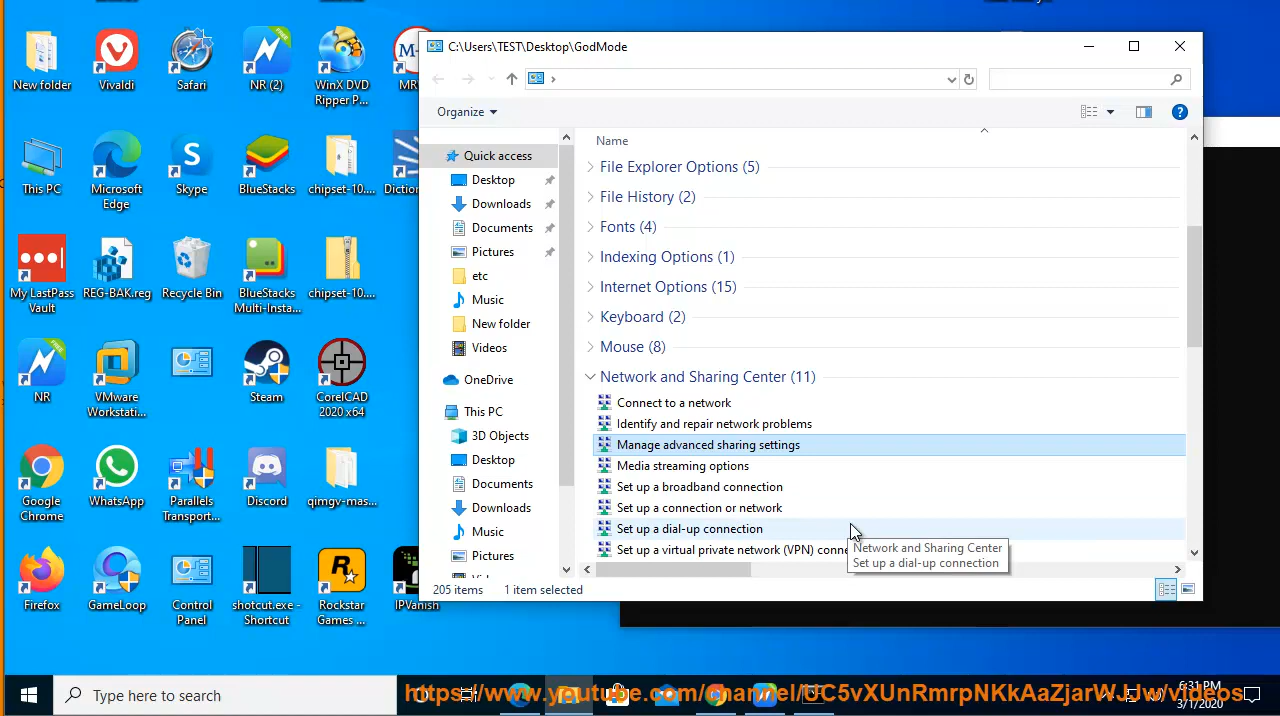 New folder
Vivaldi
Safari
NR (2)
WinX DVD
Ripper P...
This PC
Microsoft
Edge
Skype
BlueStacks
chipset-10....
Diction
My LastPass
Vault
REG-BAK.reg
Recycle Bin
BlueStacks
Multi-Insta...
chipset-10....
NR
VMware
Workstati...
Steam
CorelCAD
2020 x64
Google
Chrome
WhatsApp
Parallels
Transport...
Discord
qimgv-mas...
Firefox
GameLoop
Control
Panel
shotcut.exe -
Shortcut
Rockstar
Games ...
IPVanish
C:\Users\TEST\Desktop\GodMode
Organize
Quick access
Desktop
Downloads
Documents
Pictures
etc
Music
New folder
Videos
OneDrive
This PC
3D Objects
Desktop
Documents
Downloads
Music
Pictures
Name
File Explorer Options (5)
File History (2)
Fonts (4)
Indexing Options (1)
Internet Options (15)
Keyboard (2)
Mouse (8)
Network and Sharing Center (11)
Connect to a network
Identify and repair network problems
Manage advanced sharing settings
Media streaming options
Set up a broadband connection
Set up a connection or network
Set up a dial-up connection
Set up a virtual private network (VPN) conn
Network and Sharing Center
Set up a dial-up connection
205 items
1 item selected
Type here to search
https://www.youtube.com/channel/UC5vXUnRmrpNKkAaZjarWJJw/videos
6:31 PM
3/1/2020